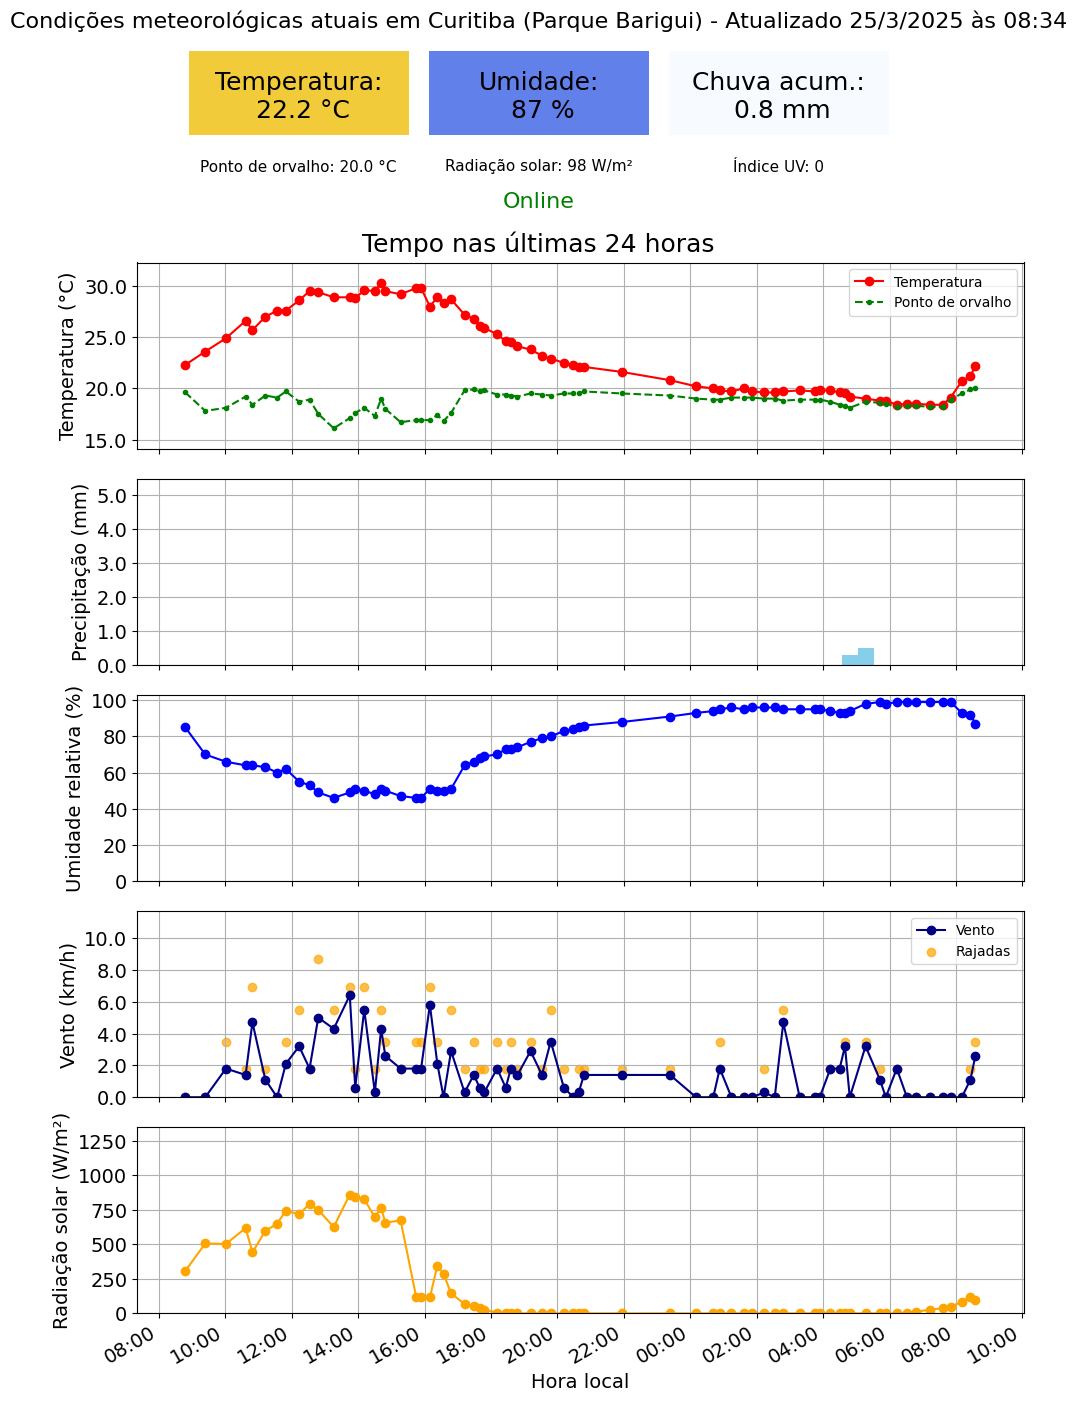 Condições meteorológicas atuais em Curitiba (Parque Barigui) - Atualizado 25/3/2025 às 08:34
Temperatura:
22.2 °C
Umidade:
87 %
Chuva acum.:
0.8 mm
Ponto de orvalho: 20.0 °C
Radiação solar: 98 W/m²
Índice UV: 0
Online
Tempo nas últimas 24 horas
Temperatura (°C)
30.0
25.0
20.0
15.0
Temperatura
Ponto de orvalho
Precipitação (mm)
5.0
4.0
3.0
2.0
1.0
0.0
Umidade relativa (%)
100
80
60
40
20
0
Vento (km/h)
10.0
8.0
6.0
4.0
2.0
0.0
Vento
Rajadas
Radiação solar (W/m²)
1250
1000
750
500
250
0
08:00
10:00
12:00
14:00
16:00
18:00
20:00
22:00
00:00
02:00
04:00
06:00
08:00
10:00
Hora local